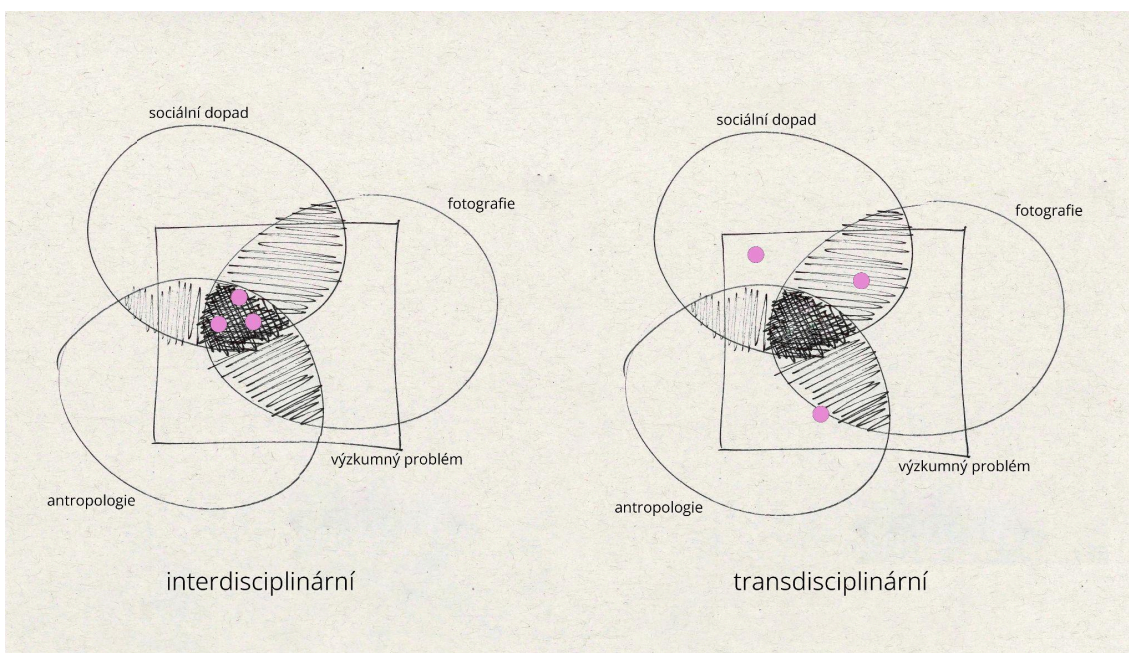 sociální dopad
fotografie
výzkumný problém
antropologie
interdisciplinární
sociální dopad
fotografie
výzkumný problém
antropologie
transdisciplinární